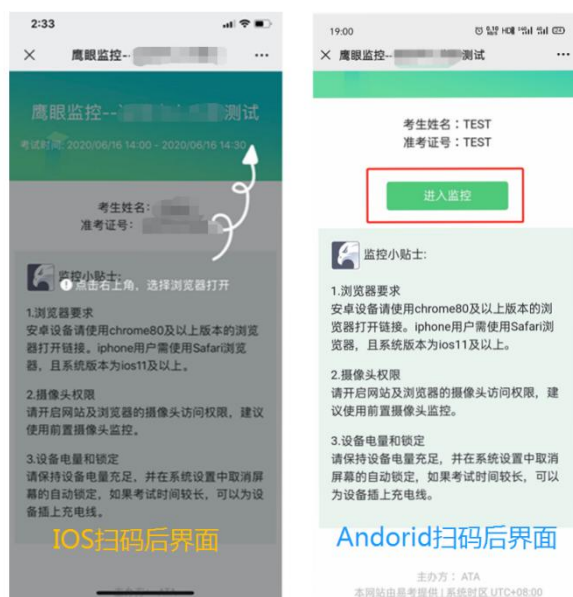 2:33
鹰眼监控--
鹰眼监控-- 测试
考试时间: 2020/06/16 14:00 - 2020/06/16 14:30
考生姓名:
准考证号:
监控小贴士:
点击右上角，选择浏览器打开
1.浏览器要求
安卓设备请使用chrome80及以上版本的浏览
器打开链接。iphone用户需使用Safari浏览
器，且系统版本为ios11及以上。
2.摄像头权限
请开启网站及浏览器的摄像头访问权限，建议
使用前置摄像头监控。
3.设备电量和锁定
请保持设备电量充足，并在系统设置中取消屏
幕的自动锁定，如果考试时间较长，可以为设
备插上充电线。
IOS扫码后界面
19:00
鹰眼监控-- 测试
考生姓名：TEST
准考证号：TEST
进入监控
监控小贴士:
1.浏览器要求
安卓设备请使用chrome80及以上版本的浏
览器打开链接。iphone用户需使用Safari浏
览器，且系统版本为ios11及以上。
2.摄像头权限
请开启网站及浏览器的摄像头访问权限，建
议使用前置摄像头监控。
3.设备电量和锁定
请保持设备电量充足，并在系统设置中取消
屏幕的自动锁定，如果考试时间较长，可以
为设备插上充电线。
Andorid扫码后界面
主办方： ATA
本网站由易考提供 | 系统时区 UTC+08:00